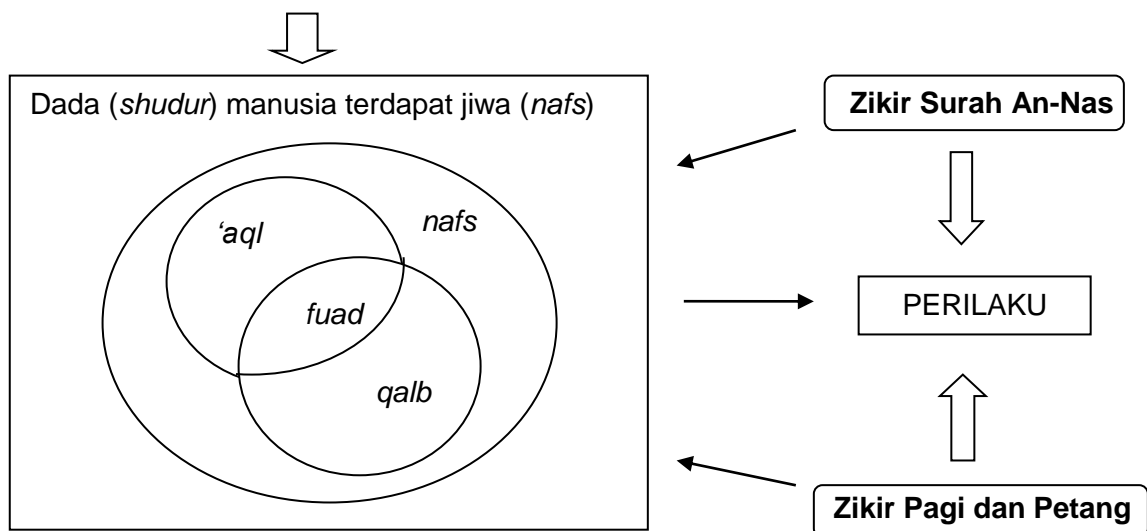 Dada (shudur) manusia terdapat jiwa (nafs)
Zikir Surah An-Nas
‘aql
nafs
fuad
PERILAKU
qalb
Zikir Pagi dan Petang